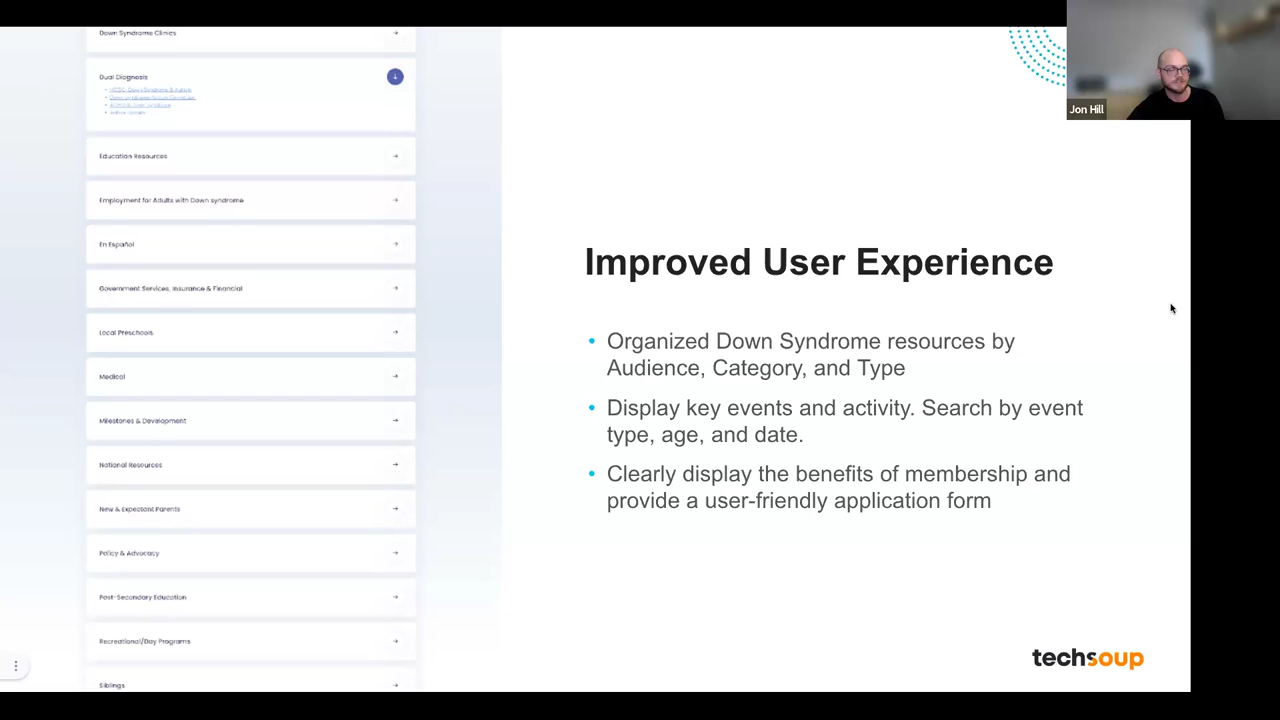 Down Syndrome Clinics
Dual Diagnosis
Education Resources
Employment for Adults with Down syndrome
En Español
Government Services, Insurance & Financial
Local Preschools
Medical
Milestones & Development
National Resources
New & Expectant Parents
Policy & Advocacy
Post-Secondary Education
Recreational/Day Programs
Siblings
Improved User Experience
• Organized Down Syndrome resources by
Audience, Category, and Type
• Display key events and activity. Search by event
type, age, and date.
• Clearly display the benefits of membership and
provide a user-friendly application form
techsoup
Jon Hill